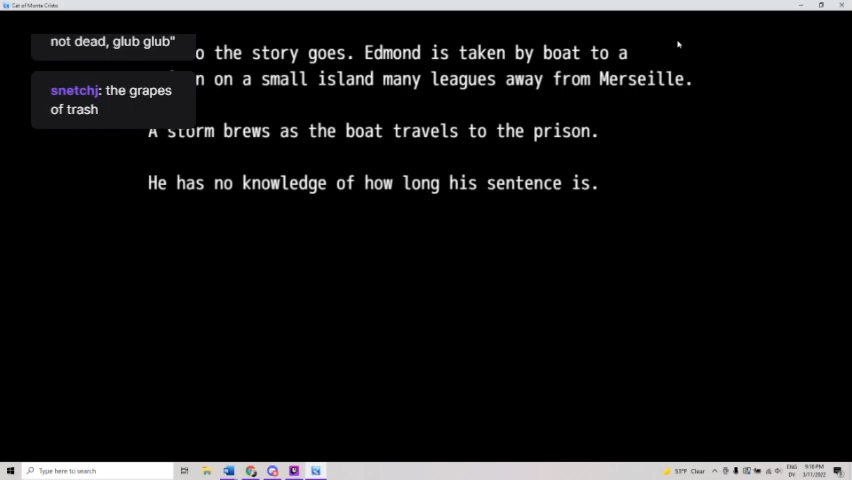 Cat of Monte Cristo
not dead, glub glub"
snetchj: the grapes
of trash
o the story goes. Edmond is taken by boat to a
n on a small island many leagues away from Merseille.
A storm brews as the boat travels to the prison.
He has no knowledge of how long his sentence is.
Type here to search
53°F Clear
ENG
DV
9:16 PM
3/11/2022